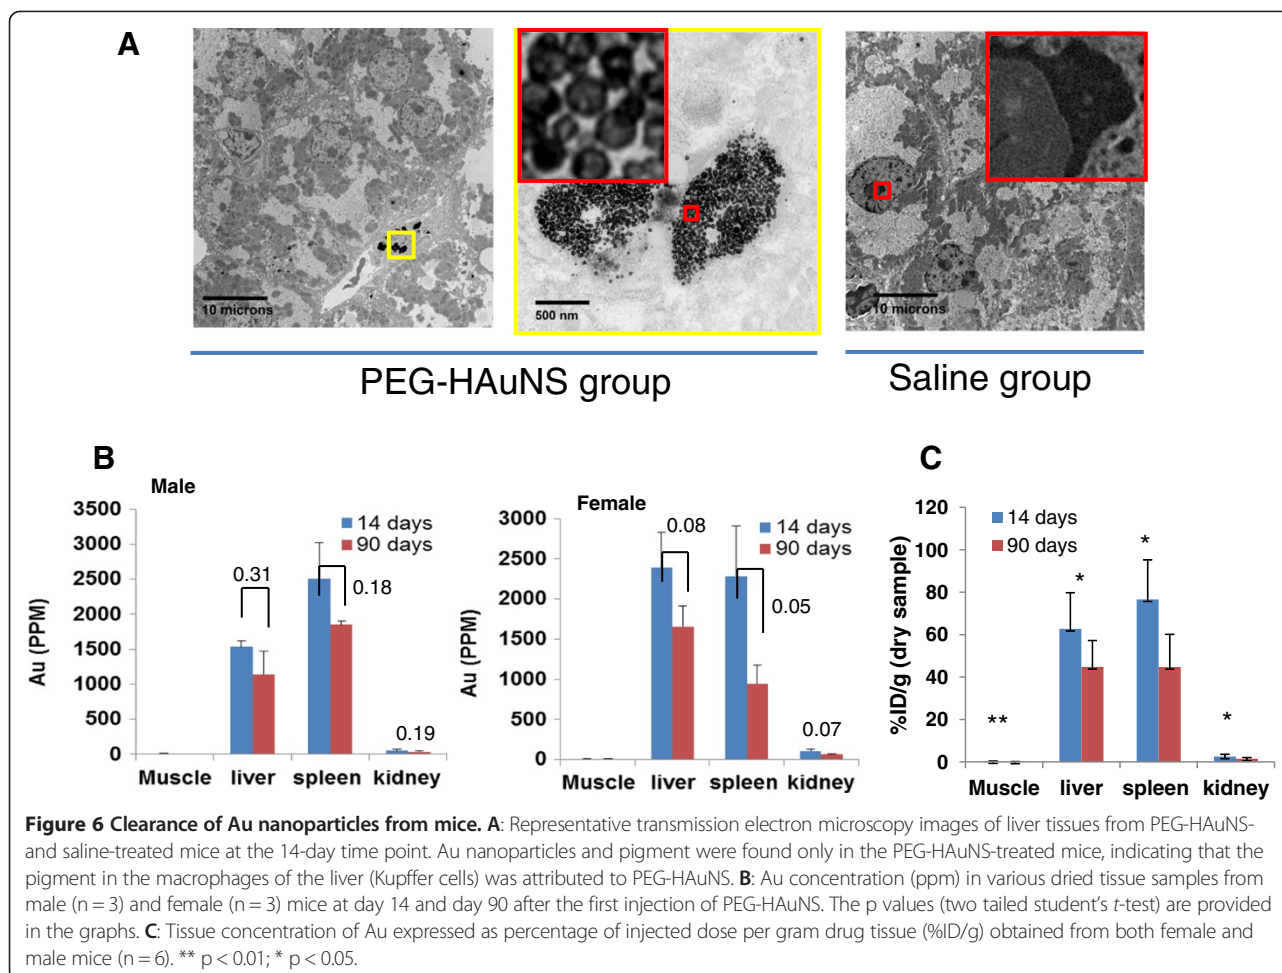 A
10 microns
500 nm
10 microns
PEG-HAuNS group
Saline group
B
Male
Au (PPM)
3500
3000
2500
2000
1500
1000
500
0
14 days
90 days
0.31
0.18
0.19
Muscle liver spleen kidney
Female
Au (PPM)
3000
2500
2000
1500
1000
500
0
14 days
90 days
0.08
0.05
0.07
Muscle liver spleen kidney
C
%ID/g (dry sample)
120
100
80
60
40
20
0
14 days
90 days
**
*
*
*
Muscle liver spleen kidney
Figure 6 Clearance of Au nanoparticles from mice. A: Representative transmission electron microscopy images of liver tissues from PEG-HAuNS-
and saline-treated mice at the 14-day time point. Au nanoparticles and pigment were found only in the PEG-HAuNS-treated mice, indicating that the
pigment in the macrophages of the liver (Kupffer cells) was attributed to PEG-HAuNS. B: Au concentration (ppm) in various dried tissue samples from
male (n = 3) and female (n = 3) mice at day 14 and day 90 after the first injection of PEG-HAuNS. The p values (two tailed student's t-test) are provided
in the graphs. C: Tissue concentration of Au expressed as percentage of injected dose per gram drug tissue (%ID/g) obtained from both female and
male mice (n = 6). ** p < 0.01; * p < 0.05.